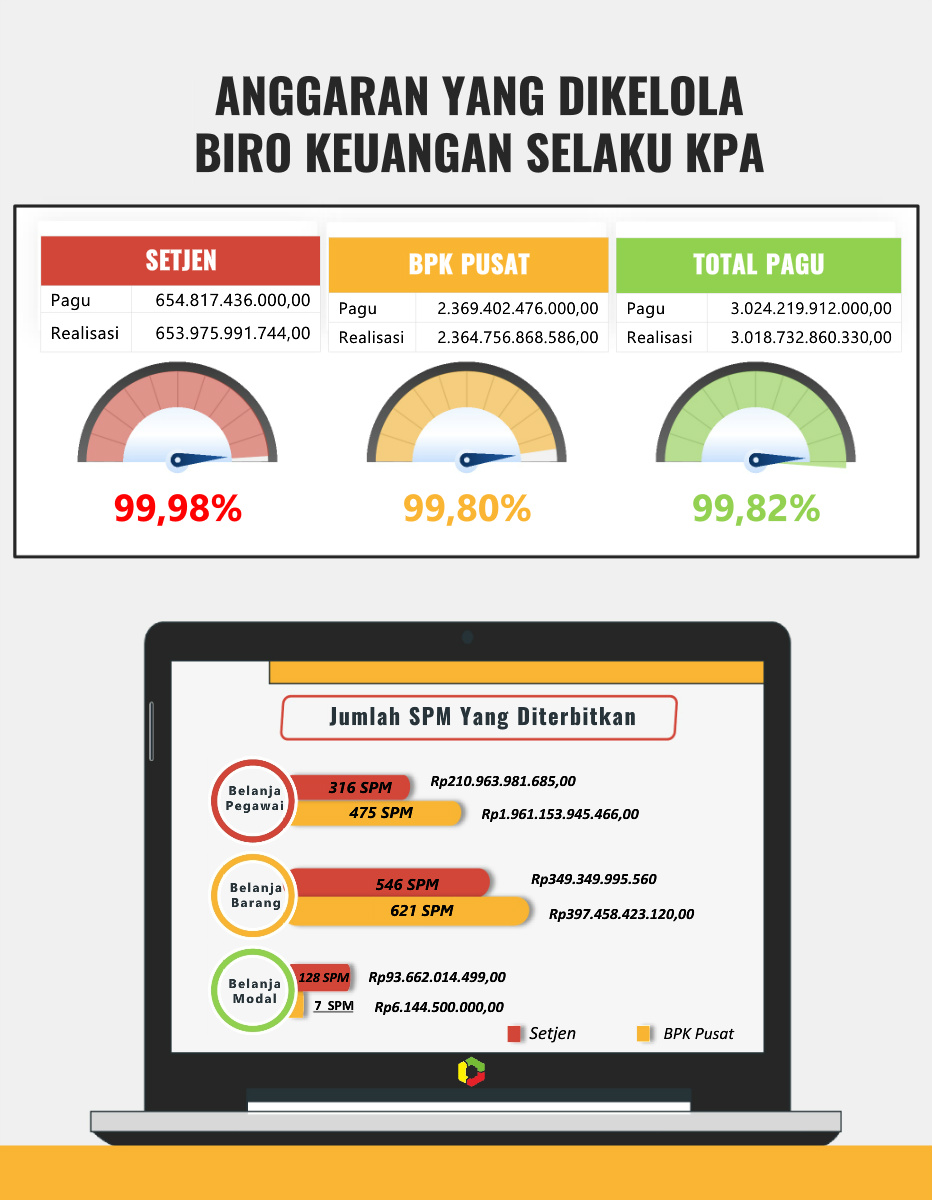 ANGGARAN YANG DIKELOLA
BIRO KEUANGAN SELAKU KPA
SETJEN
Pagu 654.817.436.000,00
Realisasi 653.975.991.744,00
99,98%
BPK PUSAT
Pagu 2.369.402.476.000,00
Realisasi 2.364.756.868.586,00
99,80%
TOTAL PAGU
Pagu 3.024.219.912.000,00
Realisasi 3.018.732.860.330,00
99,82%
Jumlah SPM Yang Diterbitkan
Belanja
Pegawai
316 SPM Rp210.963.981.685,00
475 SPM Rp1.961.153.945.466,00
Belanja
Barang
546 SPM Rp349.349.995.560
621 SPM Rp397.458.423.120,00
Belanja
Modal
128 SPM Rp93.662.014.499,00
7 SPM Rp6.144.500.000,00
Setjen BPK Pusat